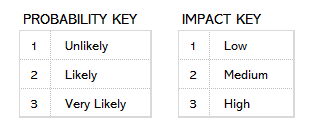 PROBABILITY KEY IMPACT KEY
1 Unlikely 1 Low
2 Likely 2 Medium
3 Very Likely 3 High